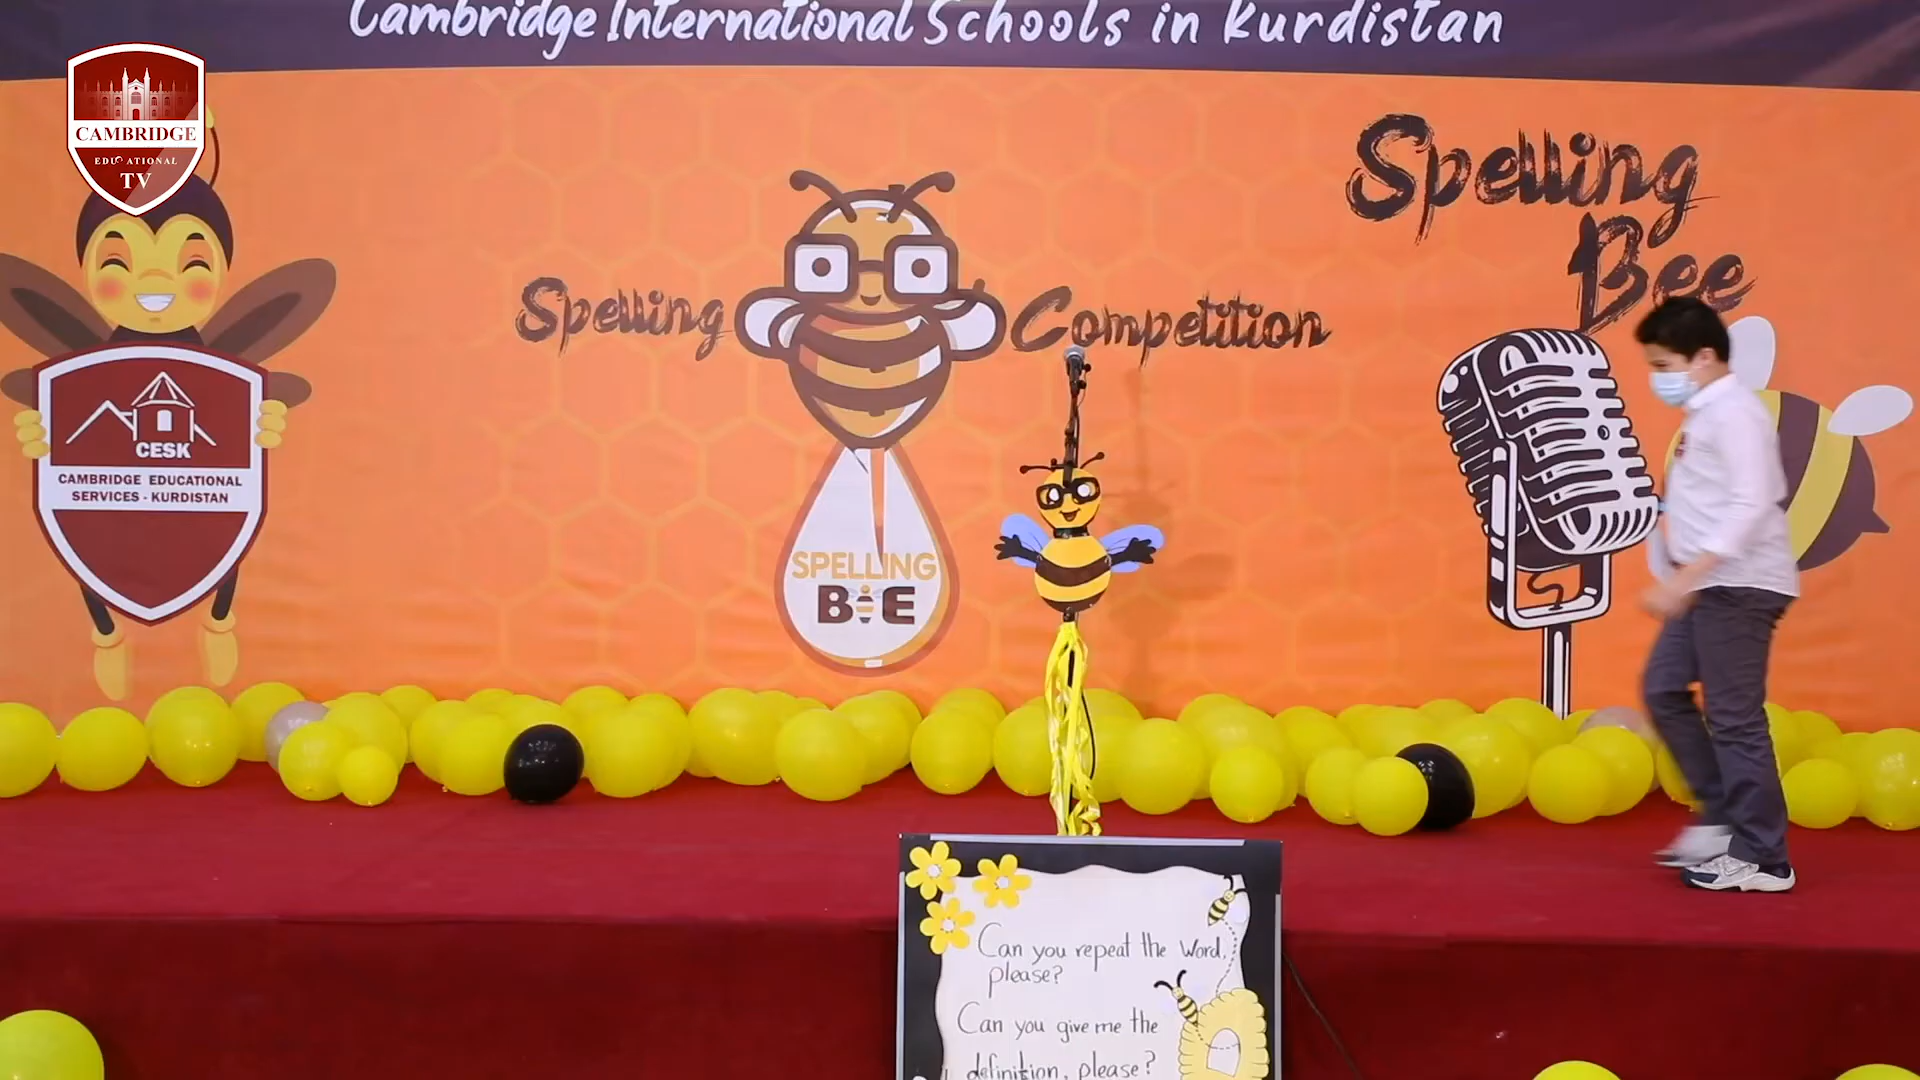 Cambridge International Schools in Kurdistan
CAMBRIDGE
EDUCATIONAL
TV
Spelling
Bee
Spelling Competition
CESK
CAMBRIDGE EDUCATIONAL
SERVICES - KURDISTAN
SPELLING
BEE
Can you repeat the word,
please?
Can you give me the
definition, please?